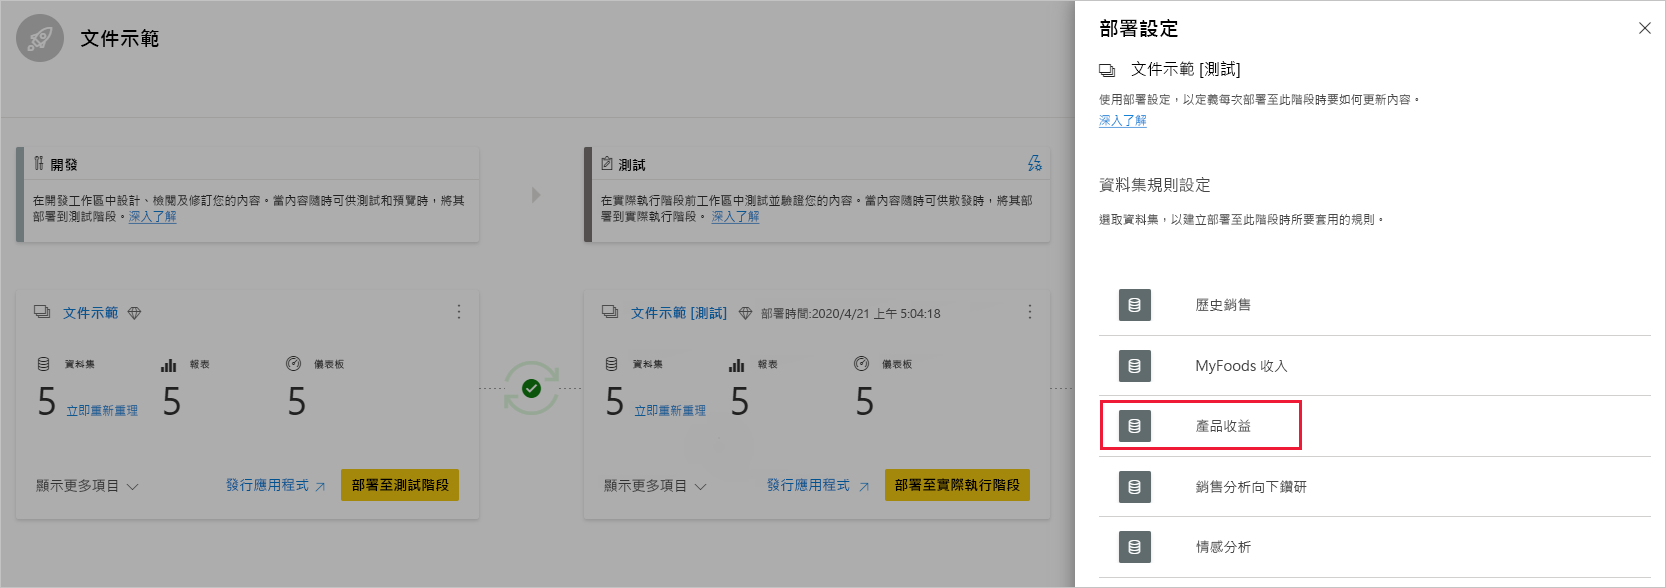 文件示範
開發
在開發工作區中設計、檢閱及修訂您的內容。當內容隨時可供測試和預覽時，將其
部署到測試階段。深入了解
測試
在實際執行階段前工作區中測試並驗證您的內容。當內容隨時可供散發時，將其部
署到實際執行階段。 深入了解
文件示範
資料集 報表 儀表板
5 立即重新重理 5 5
顯示更多項目 發行應用程式 部署至測試階段
文件示範 [測試] 部署時間:2020/4/21 上午 5:04:18
資料集 報表 儀表板
5 立即重新重理 5 5
顯示更多項目 發行應用程式 部署至實際執行階段
部署設定
文件示範 [測試]
使用部署設定，以定義每次部署至此階段時要如何更新內容。
深入了解
資料集規則設定
選取資料集，以建立部署至此階段時所要套用的規則。
歷史銷售
MyFoods 收入
產品收益
銷售分析向下鑽研
情感分析